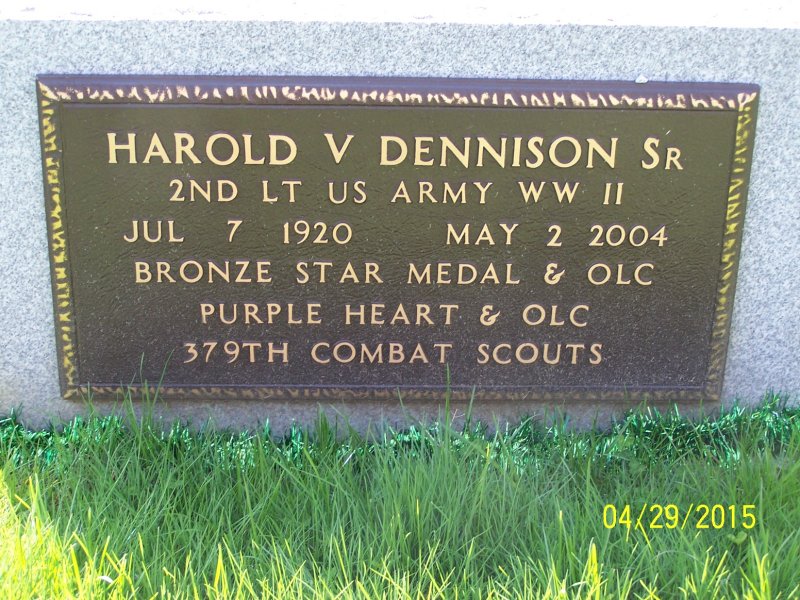 HAROLD V DENNISON SR
2ND LT US ARMY WW II
JUL 7 1920 MAY 2 2004
BRONZE STAR MEDAL & OLC
PURPLE HEART & OLC
379TH COMBAT SCOUTS
04/29/2015